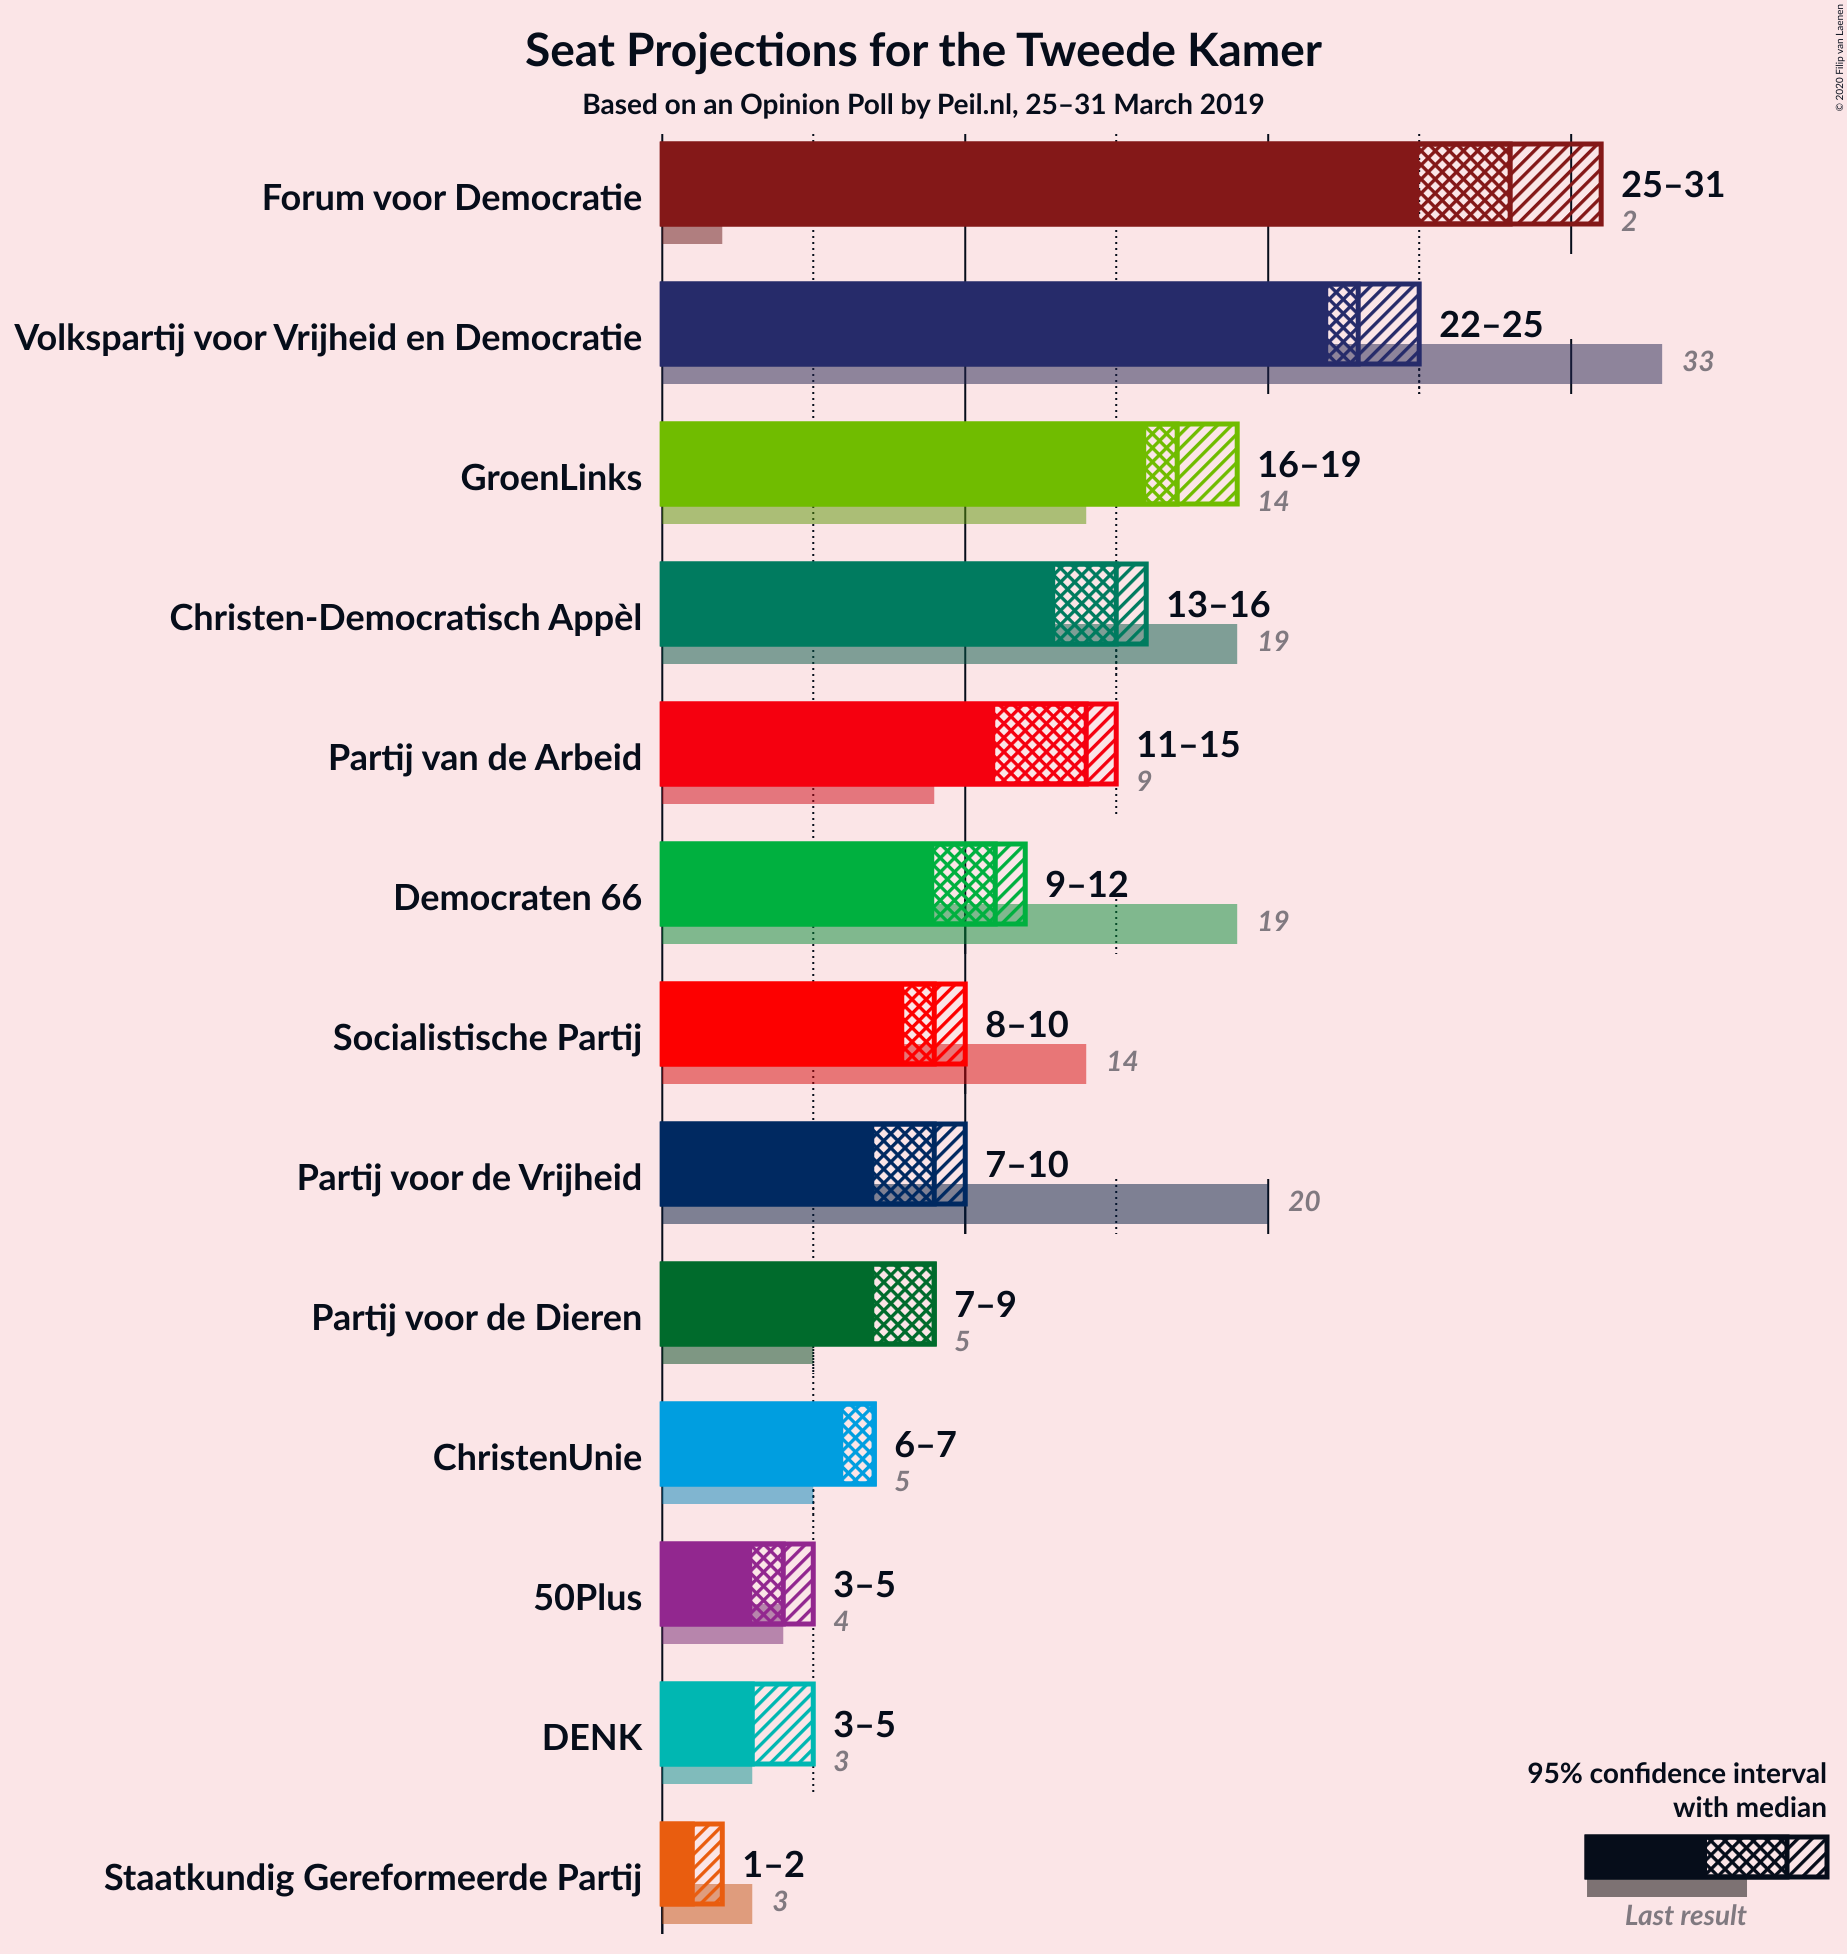 Seat Projections for the Tweede Kamer
Based on an Opinion Poll by Peil.nl, 25–31 March 2019
© 2020 Filip van Laenen
Forum voor Democratie
25–31
2
Volkspartij voor Vrijheid en Democratie
22–25
33
GroenLinks
16–19
14
Christen-Democratisch Appèl
13–16
19
Partij van de Arbeid
11–15
9
Democraten 66
9–12
19
Socialistische Partij
8–10
14
Partij voor de Vrijheid
7–10
20
Partij voor de Dieren
7–9
5
ChristenUnie
6–7
5
50Plus
3–5
4
DENK
3–5
3
Staatkundig Gereformeerde Partij
1–2
3
95% confidence interval
with median
Last result